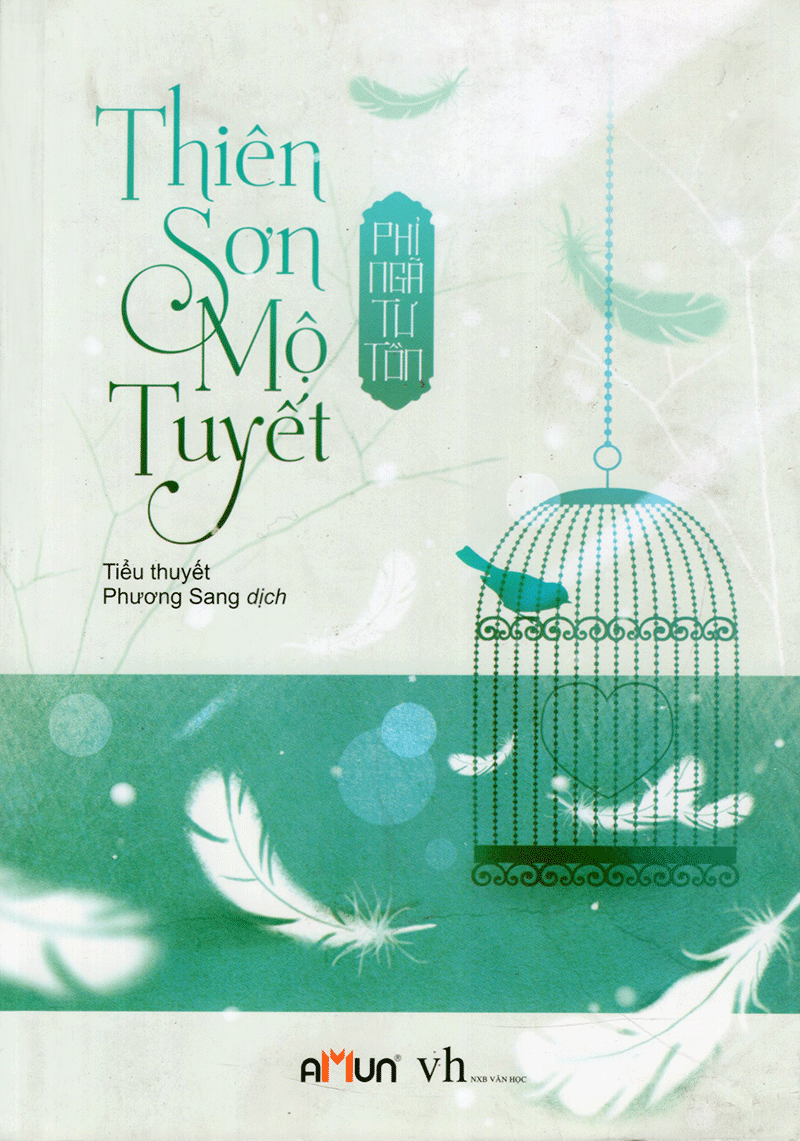 Thiên
Sơn
Mộ
Tuyết
PHỈ
NGÃ
TƯ
TỒN
Tiểu thuyết
Phương Sang dịch
AMUN®
vh
NXB VĂN HỌC